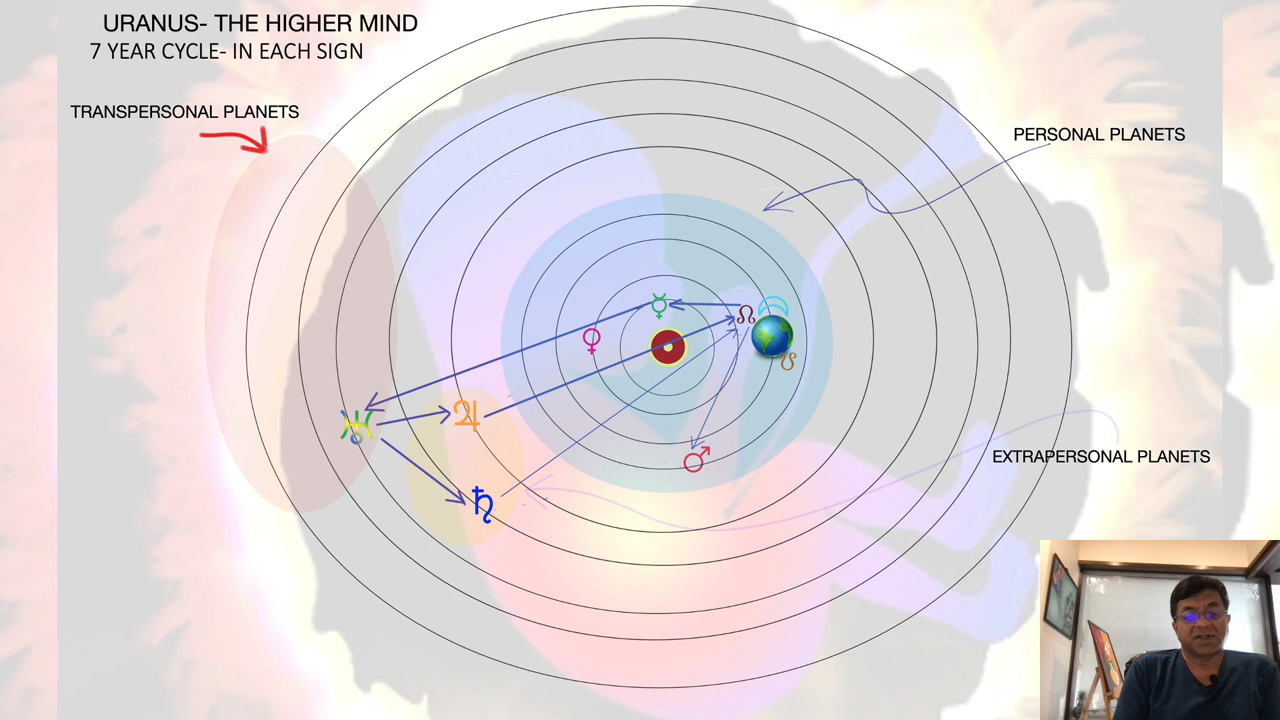 URANUS- THE HIGHER MIND
7 YEAR CYCLE- IN EACH SIGN
TRANSPERSONAL PLANETS
PERSONAL PLANETS
EXTRAPERSONAL PLANETS